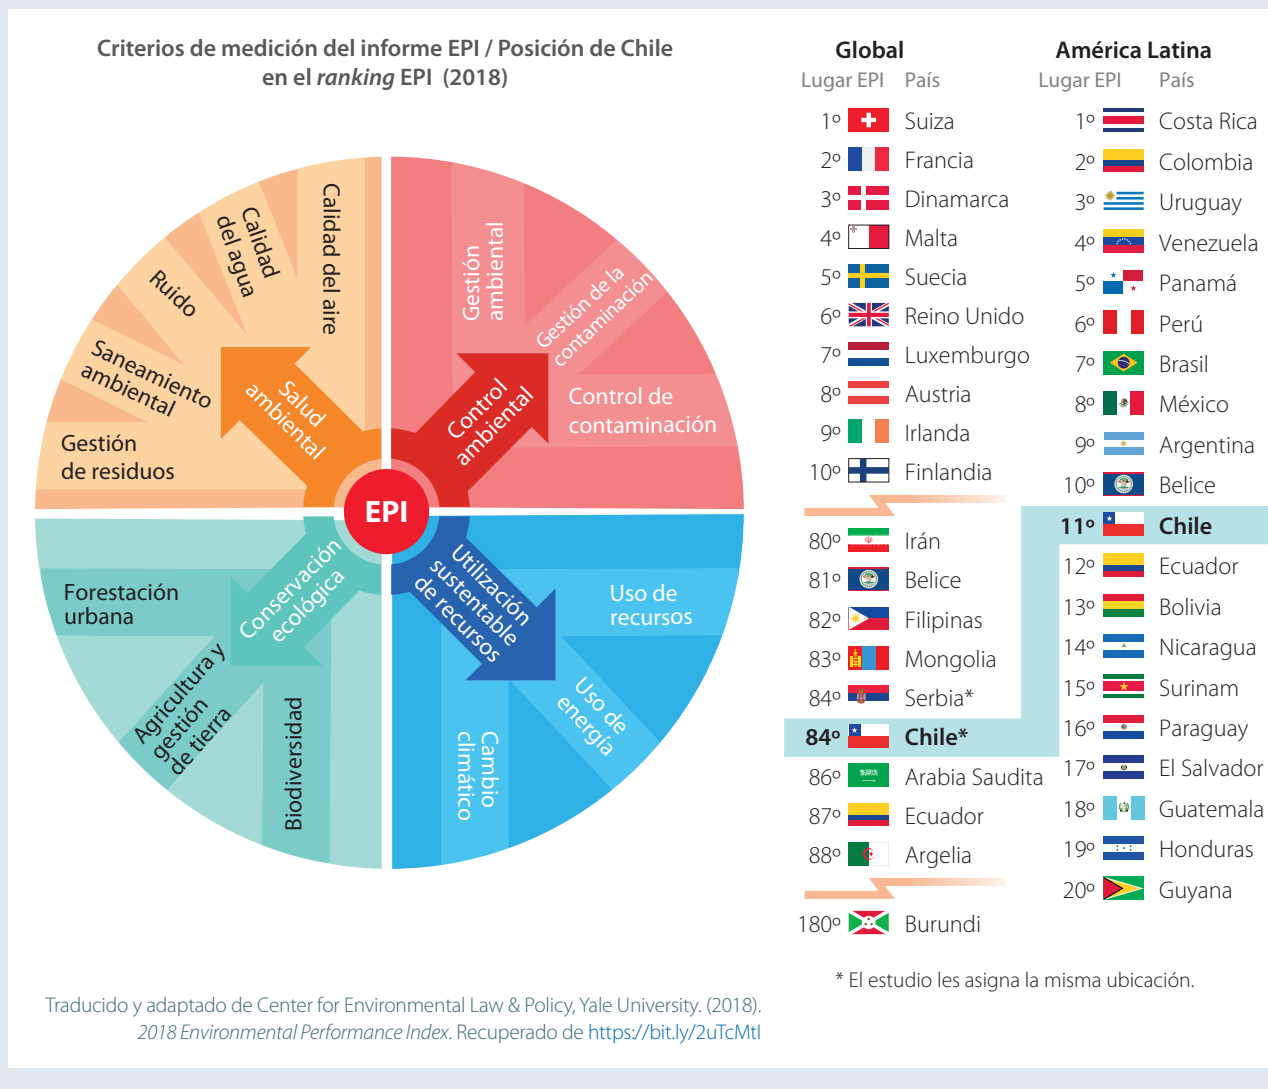 Criterios de medición del informe EPI / Posición de Chile
en el ranking EPI (2018)
Calidad del aire
Calidad
del agua
Ruido
Saneamiento
ambiental
Gestión
de residuos
Salud
ambiental
Gestión
ambiental
Gestión de la
contaminación
Control de
contaminación
Control
ambiental
EPI
Conservación
ecológica
Forestación
urbana
Agricultura y
gestión
de tierra
Biodiversidad
Utilización
sustentable
de recursos
Uso de
recursos
Uso de
energía
Cambio
climático
Global
Lugar EPI País
1º Suiza
2º Francia
3º Dinamarca
4º Malta
5º Suecia
6º Reino Unido
7º Luxemburgo
8º Austria
9º Irlanda
10º Finlandia
80º Irán
81º Belice
82º Filipinas
83º Mongolia
84º Serbia*
84º Chile*
86º Arabia Saudita
87º Ecuador
88º Argelia
180º Burundi
América Latina
Lugar EPI País
1º Costa Rica
2º Colombia
3º Uruguay
4º Venezuela
5º Panamá
6º Perú
7º Brasil
8º México
9º Argentina
10º Belice
11º Chile
12º Ecuador
13º Bolivia
14º Nicaragua
15º Surinam
16º Paraguay
17º El Salvador
18º Guatemala
19º Honduras
20º Guyana
* El estudio les asigna la misma ubicación.
Traducido y adaptado de Center for Environmental Law & Policy, Yale University. (2018).
2018 Environmental Performance Index. Recuperado de https://bit.ly/2uTcMtI